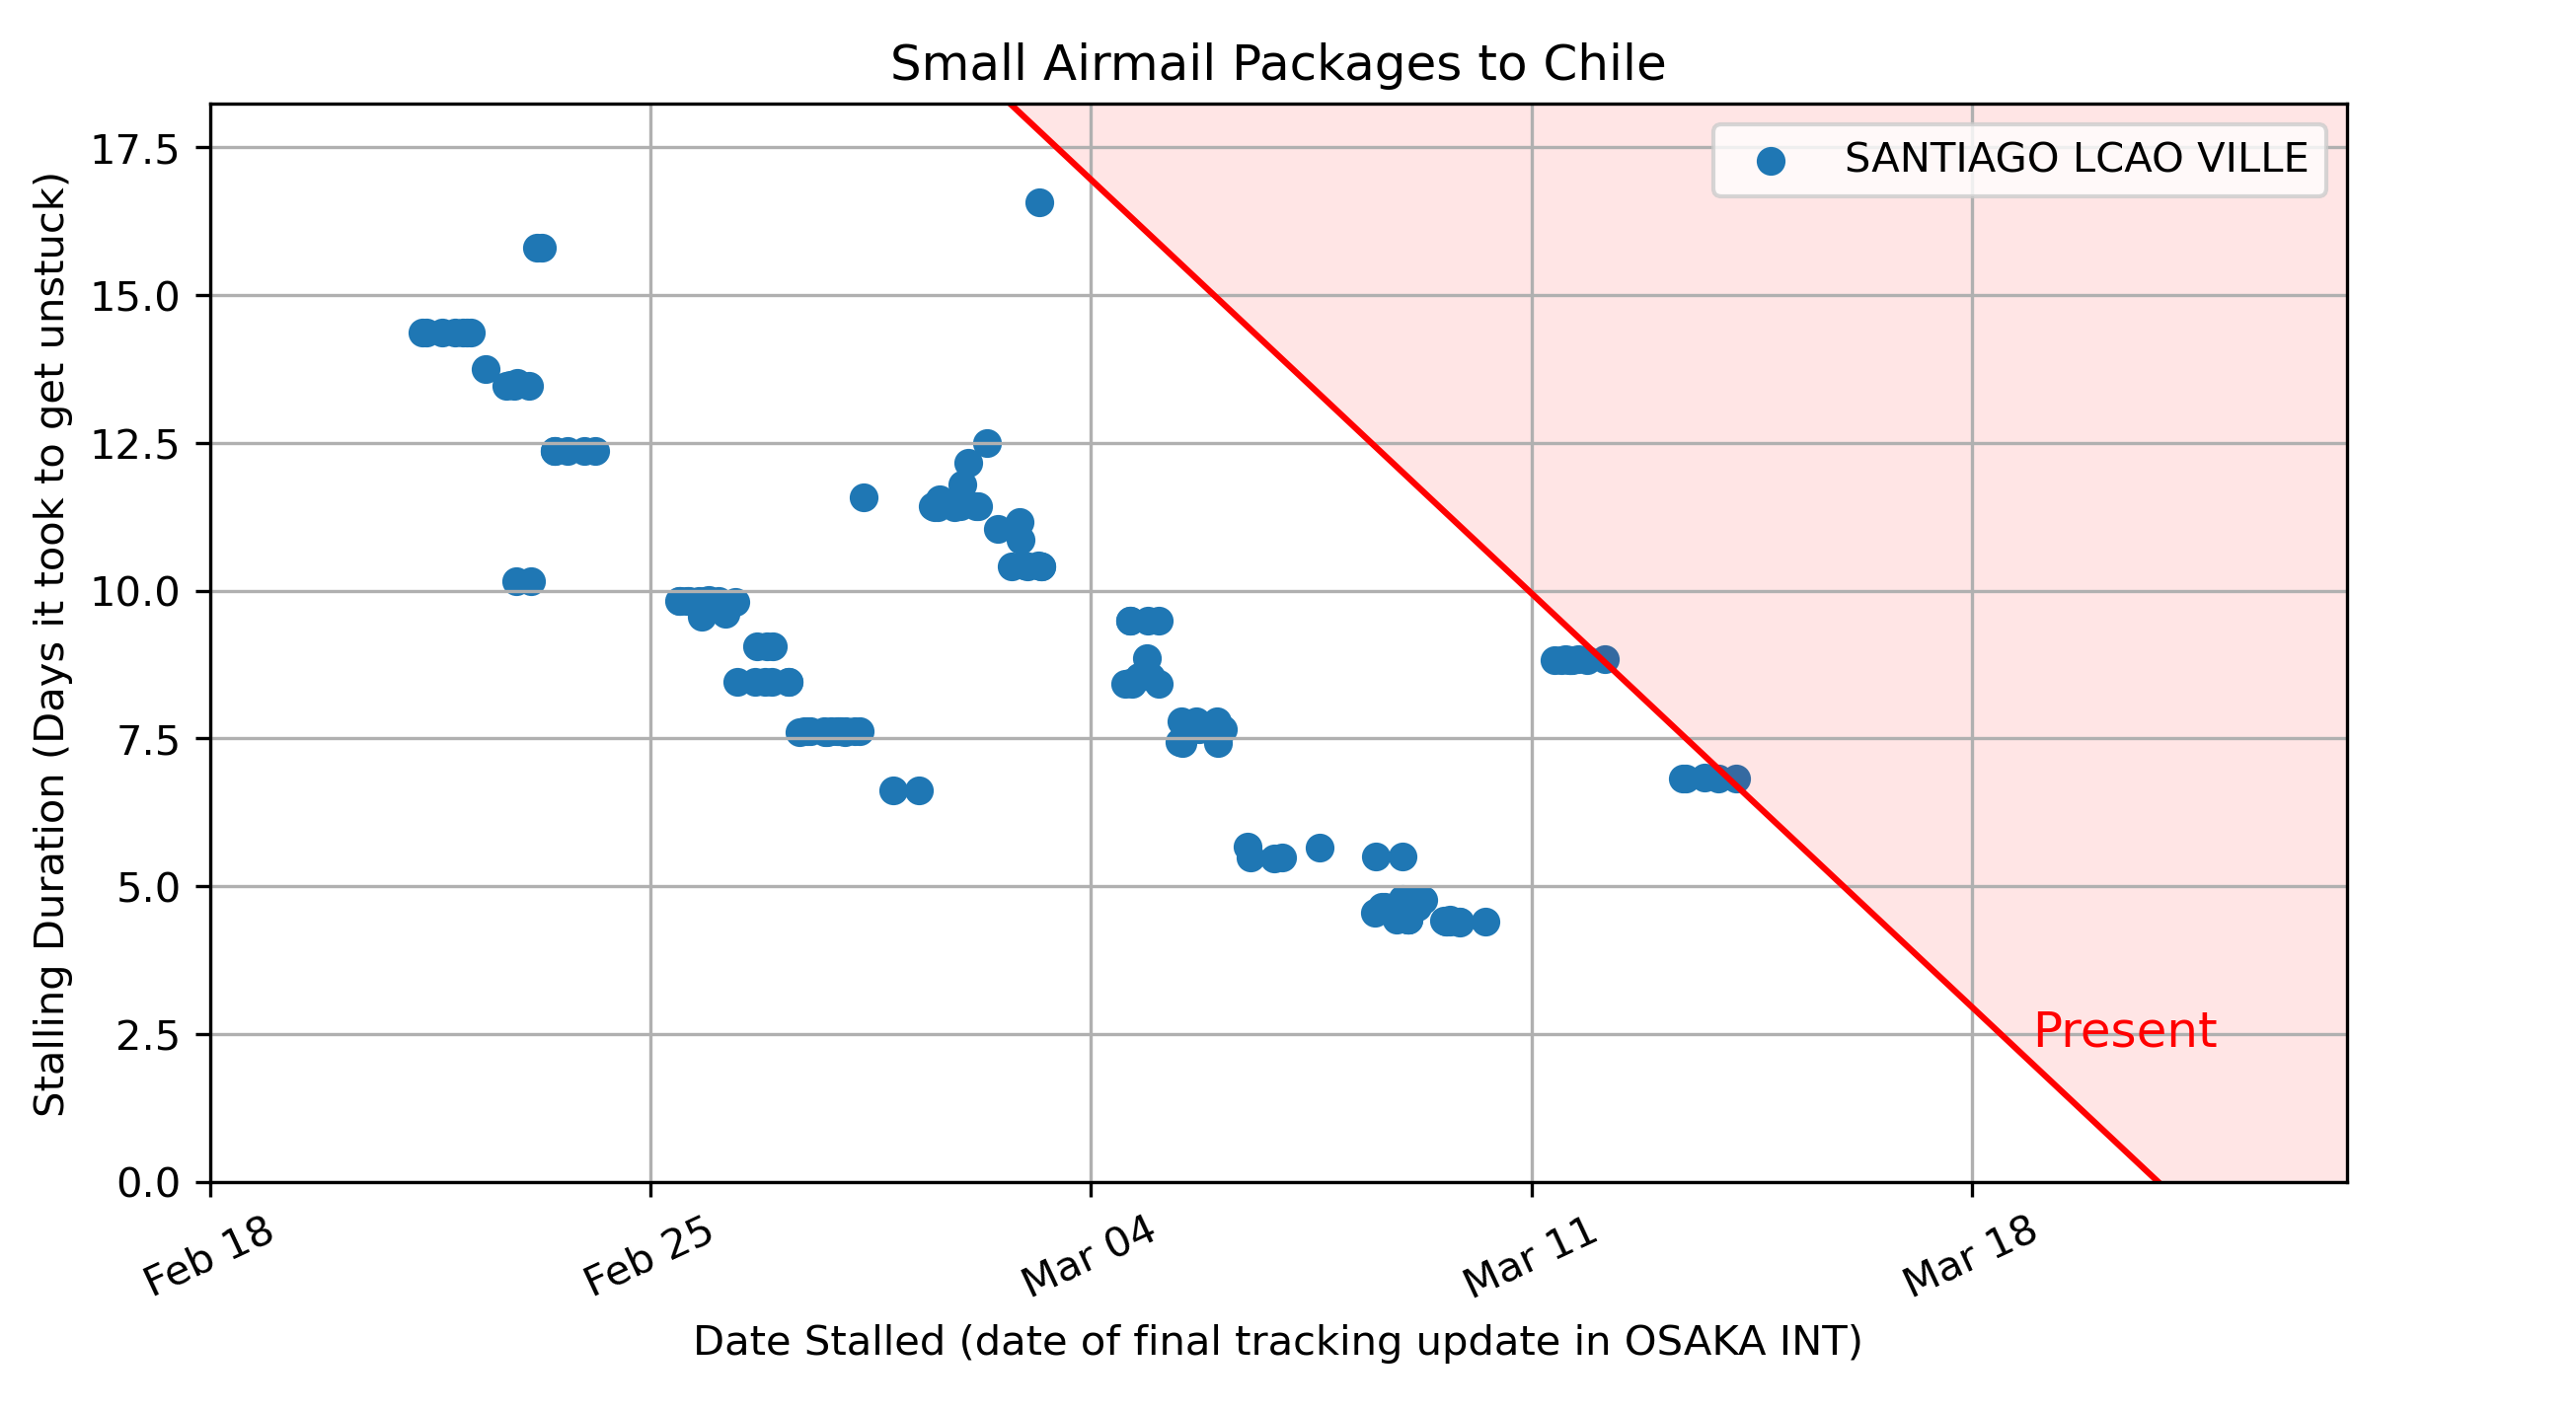 Small Airmail Packages to Chile
SANTIAGO LCAO VILLE
Stalling Duration (Days it took to get unstuck)
17.5
15.0
12.5
10.0
7.5
5.0
2.5
0.0
Present
Feb 18
Feb 25
Mar 04
Mar 11
Mar 18
Date Stalled (date of final tracking update in OSAKA INT)